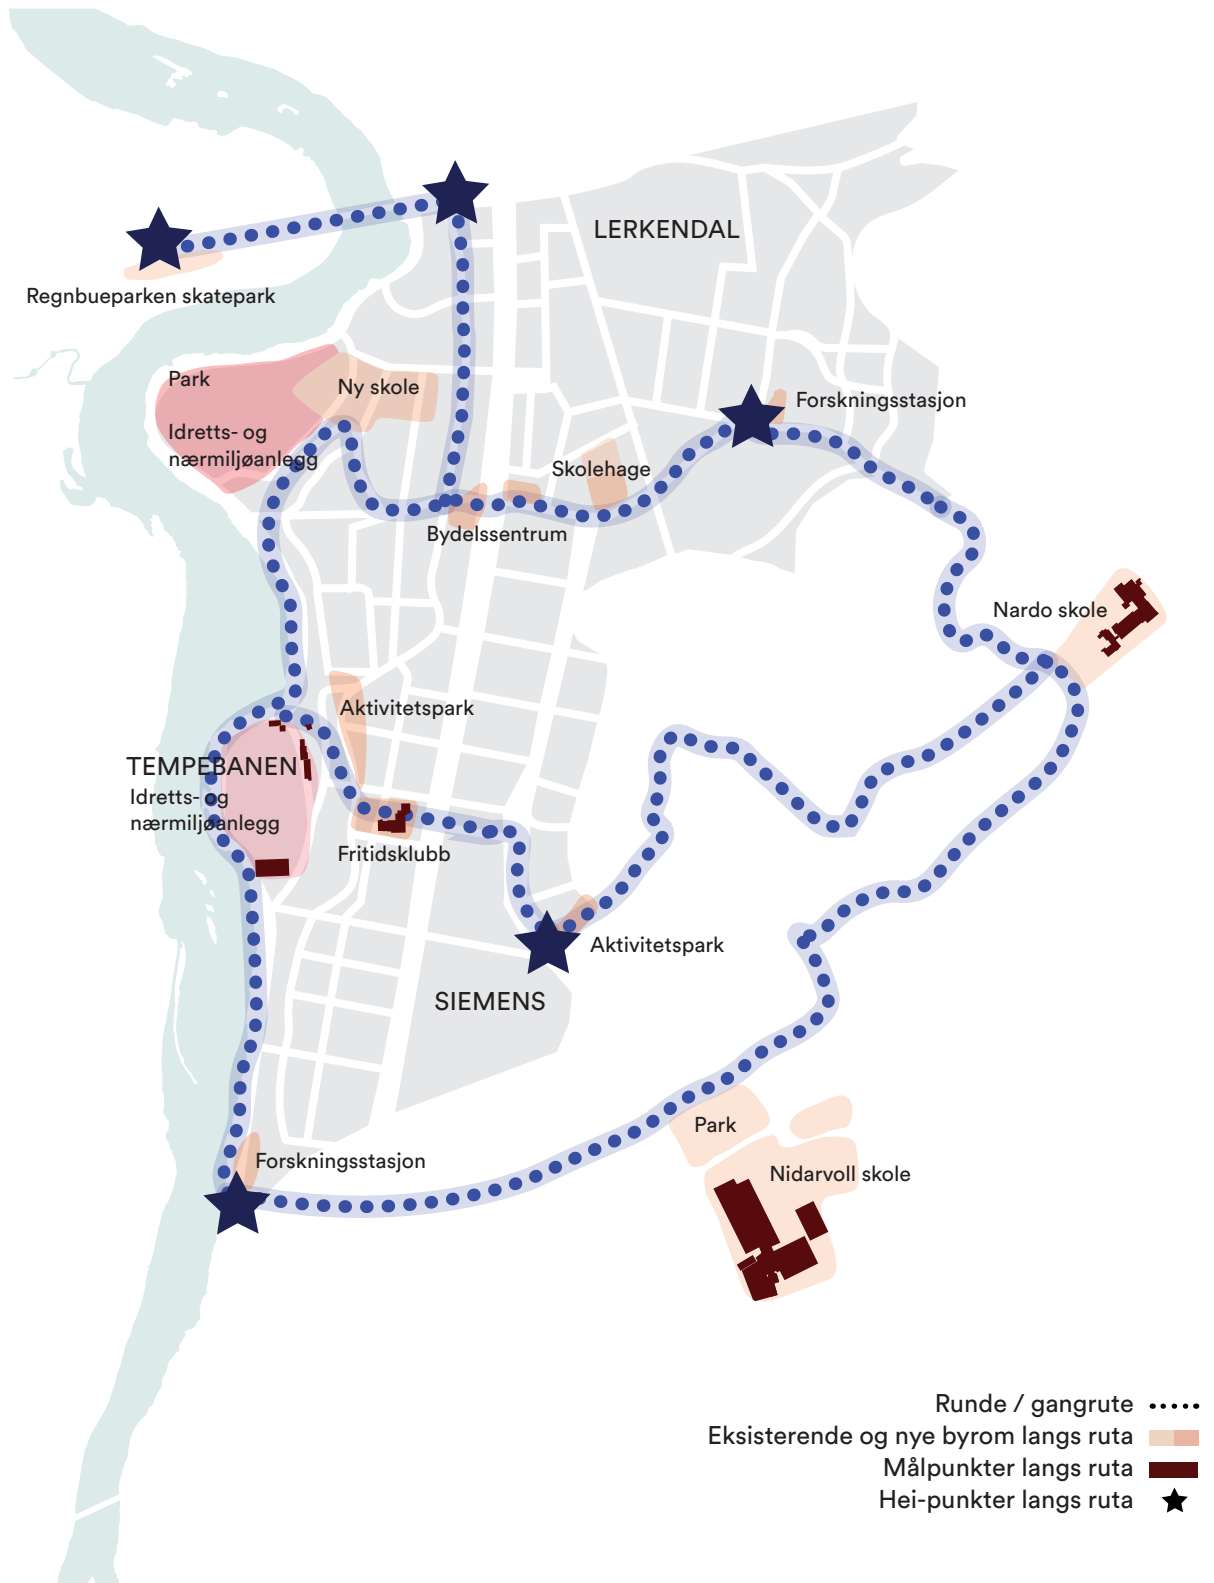 LERKENDAL
Regnbueparken skatepark
Park
Ny skole
Forskningsstasjon
Idretts- og
nærmiljøanlegg
Skolehage
Bydelssentrum
Nardo skole
Aktivitetspark
TEMPEBANEN
Idretts- og
nærmiljøanlegg
Fritidsklubb
Aktivitetspark
SIEMENS
Park
Forskningsstasjon
Nidarvoll skole
Runde / gangrute
Eksisterende og nye byrom langs ruta
Målpunkter langs ruta
Hei-punkter langs ruta